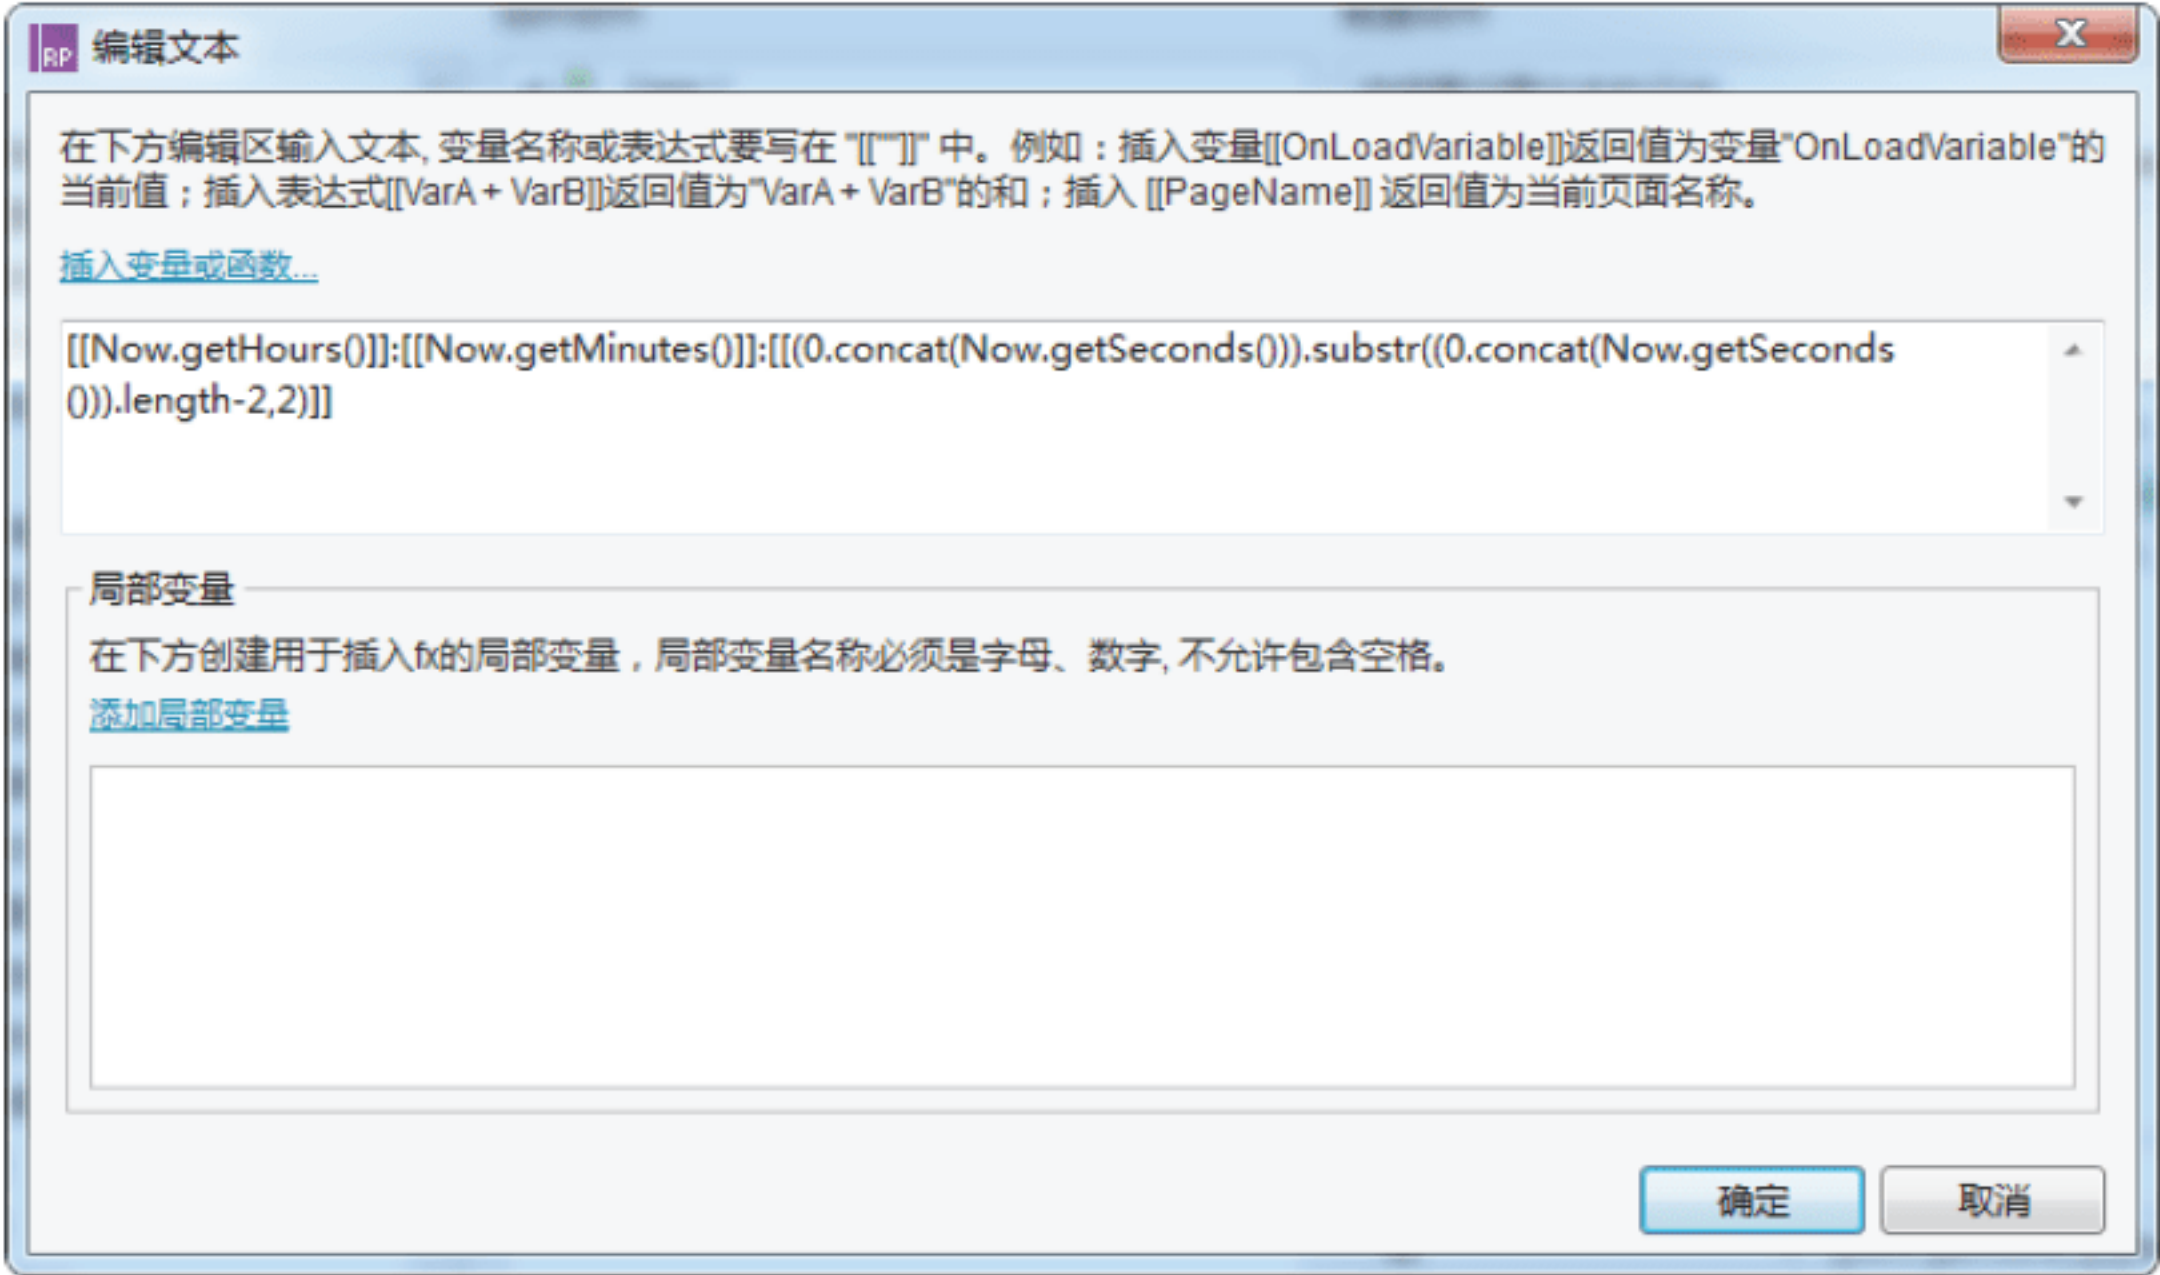 RP 编辑文本
在下方编辑区输入文本, 变量名称或表达式要写在 "[[""]]" 中。例如：插入变量[[OnLoadVariable]]返回值为变量"OnLoadVariable"的
当前值；插入表达式[[VarA + VarB]]返回值为"VarA + VarB"的和；插入 [[PageName]] 返回值为当前页面名称。
插入变量或函数...
[[Now.getHours()]]:[[Now.getMinutes()]]:[[(0.concat(Now.getSeconds())).substr((0.concat(Now.getSeconds
())).length-2,2)]]
局部变量
在下方创建用于插入fx的局部变量，局部变量名称必须是字母、数字, 不允许包含空格。
添加局部变量
确定 取消